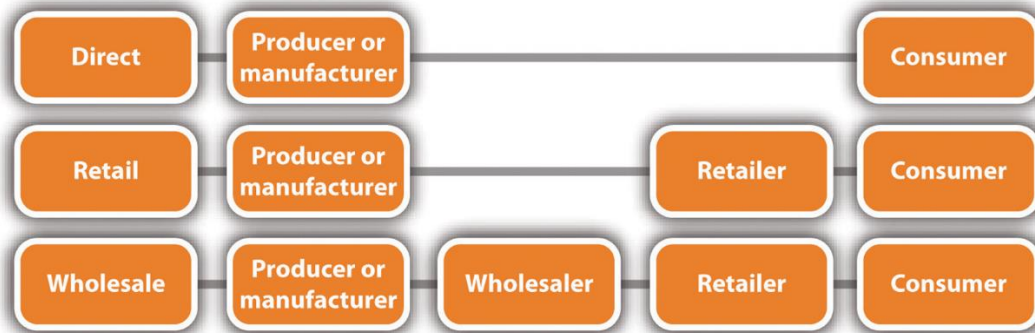 Direct
Producer or
manufacturer
Consumer
Retail
Producer or
manufacturer
Retailer
Consumer
Wholesale
Producer or
manufacturer
Wholesaler
Retailer
Consumer